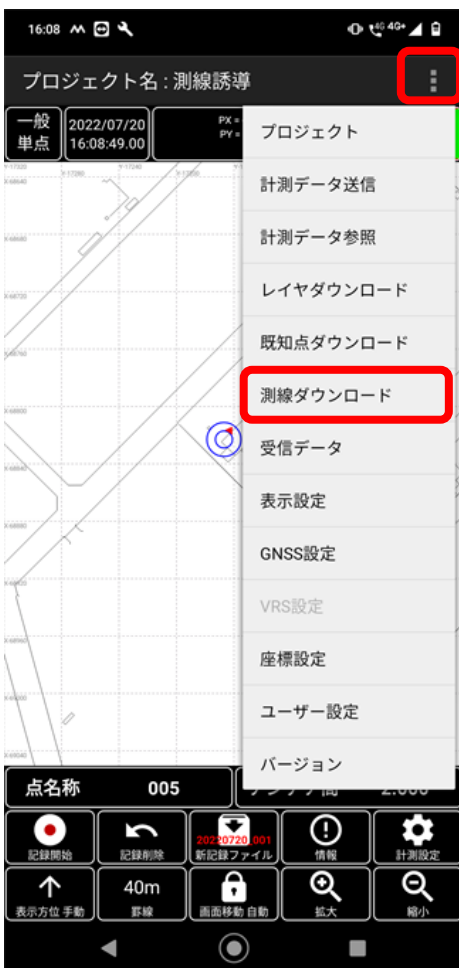 16:08
4G 4G+
プロジェクト名 : 測線誘導
一般
単点
2022/07/20
16:08:49.00
PX =
PY =
プロジェクト
計測データ送信
計測データ参照
レイヤダウンロード
既知点ダウンロード
測線ダウンロード
受信データ
表示設定
GNSS設定
VRS設定
座標設定
ユーザー設定
バージョン
点名称 005
2.000
20220720_001
記録開始 記録削除 新記録ファイル 情報 計測設定
40m
表示方位 手動 罫線 画面移動 自動 拡大 縮小